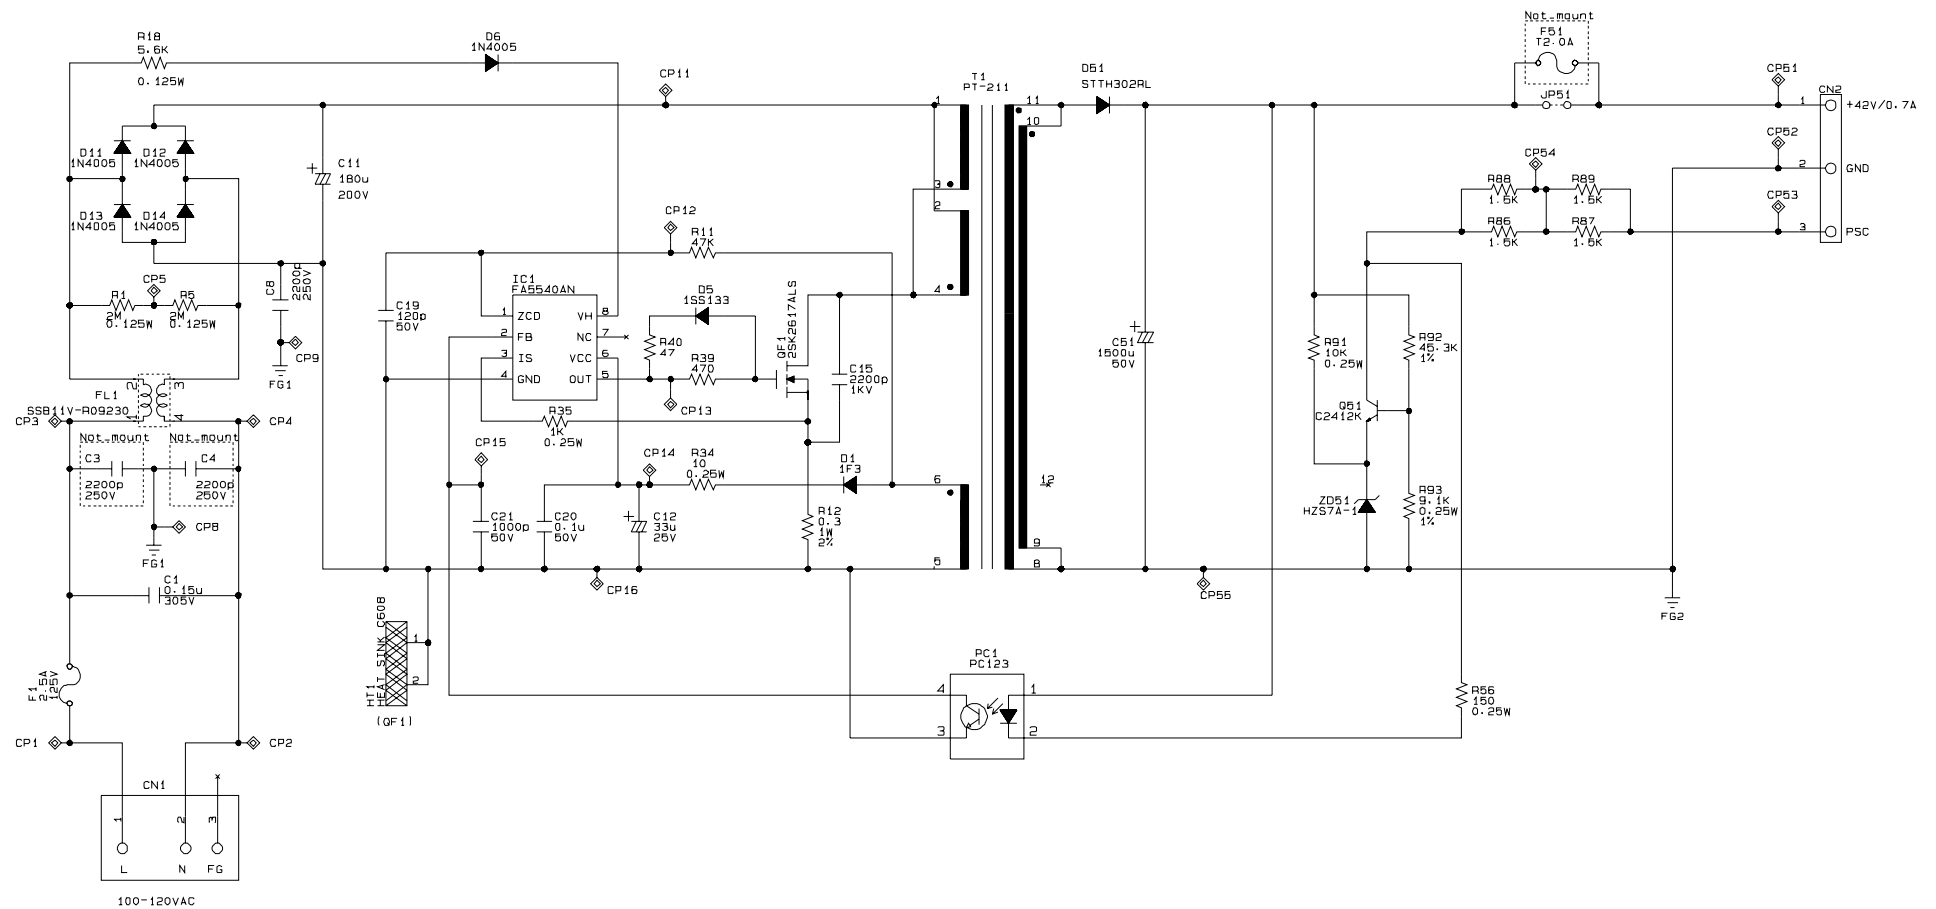 Not_mount
F51
T2.0A
R18
5.6K
0.125W
D6
1N4005
CP11
T1
PT-211
D51
STTH302RL
JP51
CP51
CN2
1
+42V/0.7A
CP52
2
GND
CP53
3
PSC
1
11
10
D11
1N4005
D12
1N4005
C11
180u
200V
D13
1N4005
D14
1N4005
CP54
R88
1.5K
R89
1.5K
R86
1.5K
R87
1.5K
3
2
CP12
R11
47K
C8
2200p
250V
CP5
R1
2M
0.125W
R5
2M
0.125W
CP9
FG1
IC1
FA5540AN
1
ZCD
2
FB
3
IS
4
GND
VH
8
NC
7
VCC
6
OUT
5
C19
120p
50V
D5
1SS133
R40
47
R39
470
CP13
QF1
2SK2617ALS
4
C15
2200p
1KV
C51
1500u
50V
R91
10K
0.25W
R92
45.3K
1%
Q51
C2412K
FL1
SSB11V-R09230
2
3
1
4
CP3
CP4
R35
1K
0.25W
Not_mount
C3
2200p
250V
Not_mount
C4
2200p
250V
CP15
CP14
R34
10
0.25W
D1
1F3
6
12
C21
1000p
50V
C20
0.1u
50V
C12
33u
25V
R12
0.3
1W
2%
ZD51
HZS7A-1
R93
9.1K
0.25W
1%
CP8
FG1
C1
0.15u
305V
CP16
5
9
8
CP55
FG2
F1
2.5A
125V
HT1
HEAT SINK C608
1
2
(QF1)
PC1
PC123
4
3
1
2
R56
150
0.25W
CP1
CP2
CN1
1
2
3
L
N
FG
100-120VAC